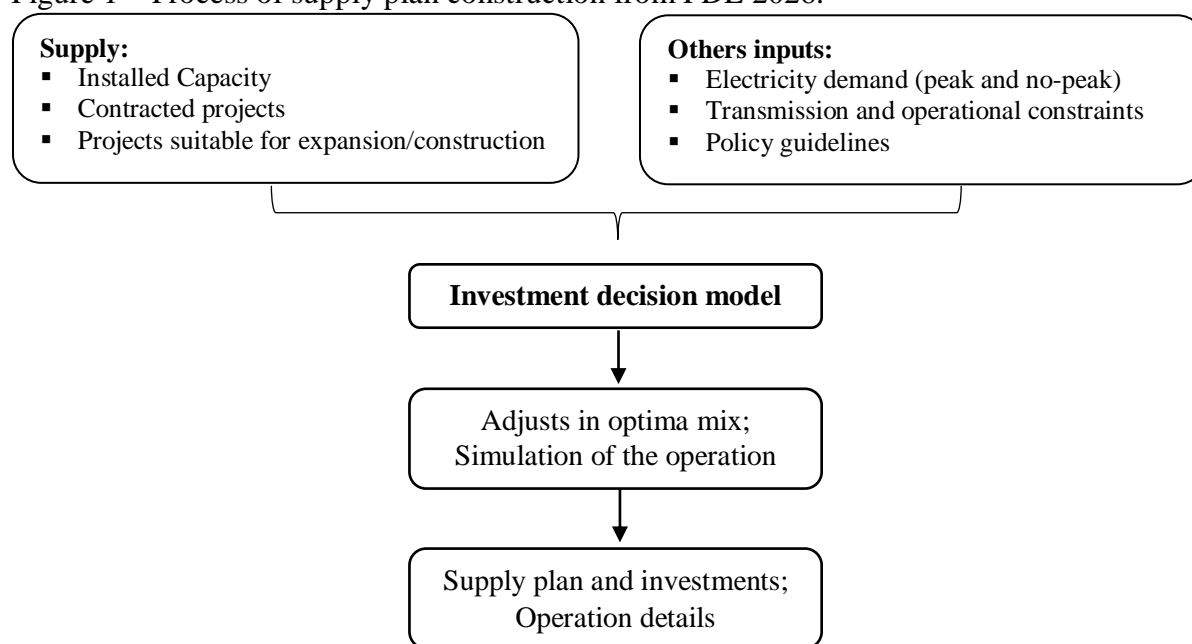 Figure 1 – Process of supply plan construction from PDE 2026.
Supply:
▪ Installed Capacity
▪ Contracted projects
▪ Projects suitable for expansion/construction
Others inputs:
▪ Electricity demand (peak and no-peak)
▪ Transmission and operational constraints
▪ Policy guidelines
Investment decision model
Adjusts in optima mix;
Simulation of the operation
Supply plan and investments;
Operation details